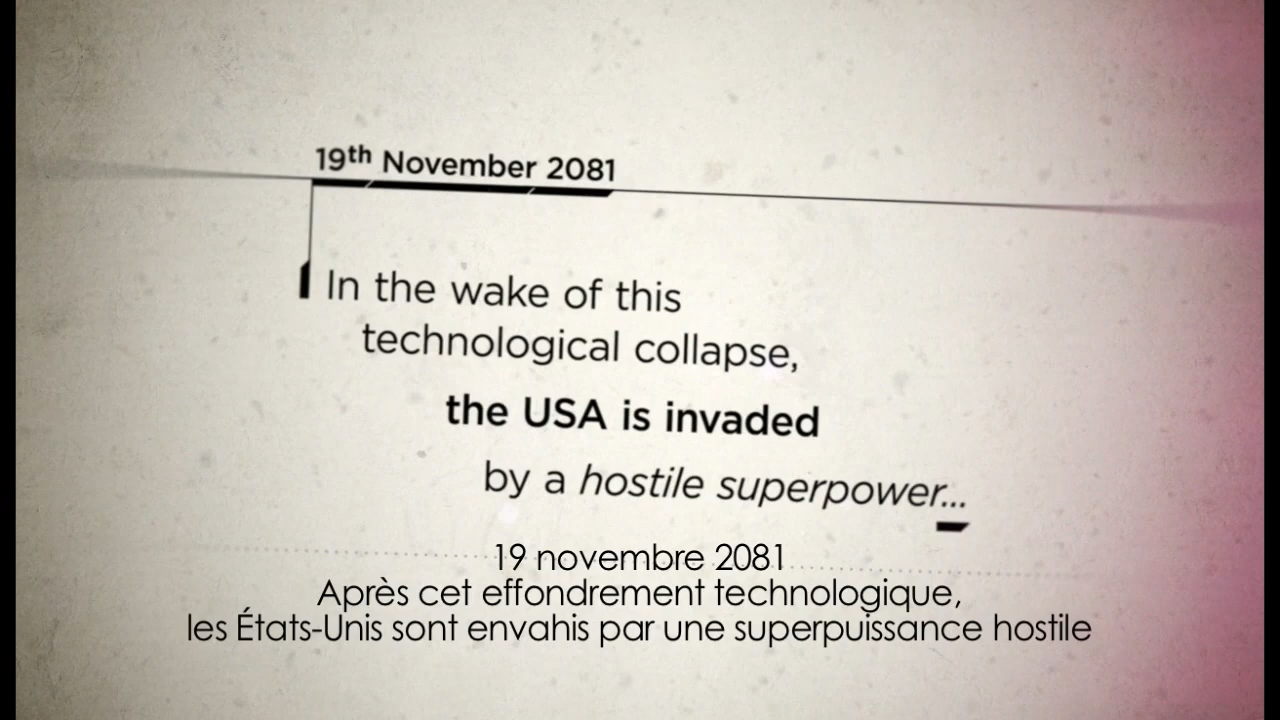 19th November 2081
In the wake of this
technological collapse,
the USA is invaded
by a hostile superpower...
19 novembre 2081
Après cet effondrement technologique,
les États-Unis sont envahis par une superpuissance hostile